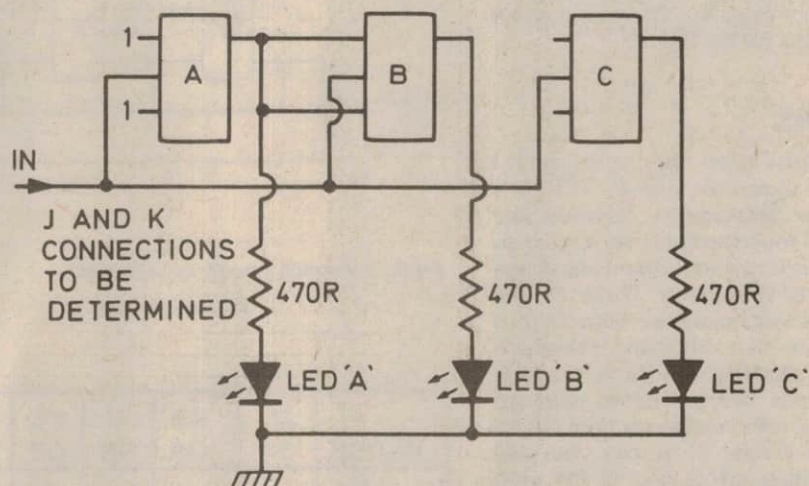 1
A
1
B
C
IN
J AND K
CONNECTIONS
TO BE
DETERMINED
470R
470R
470R
LED'A'
LED'B'
LED'C'